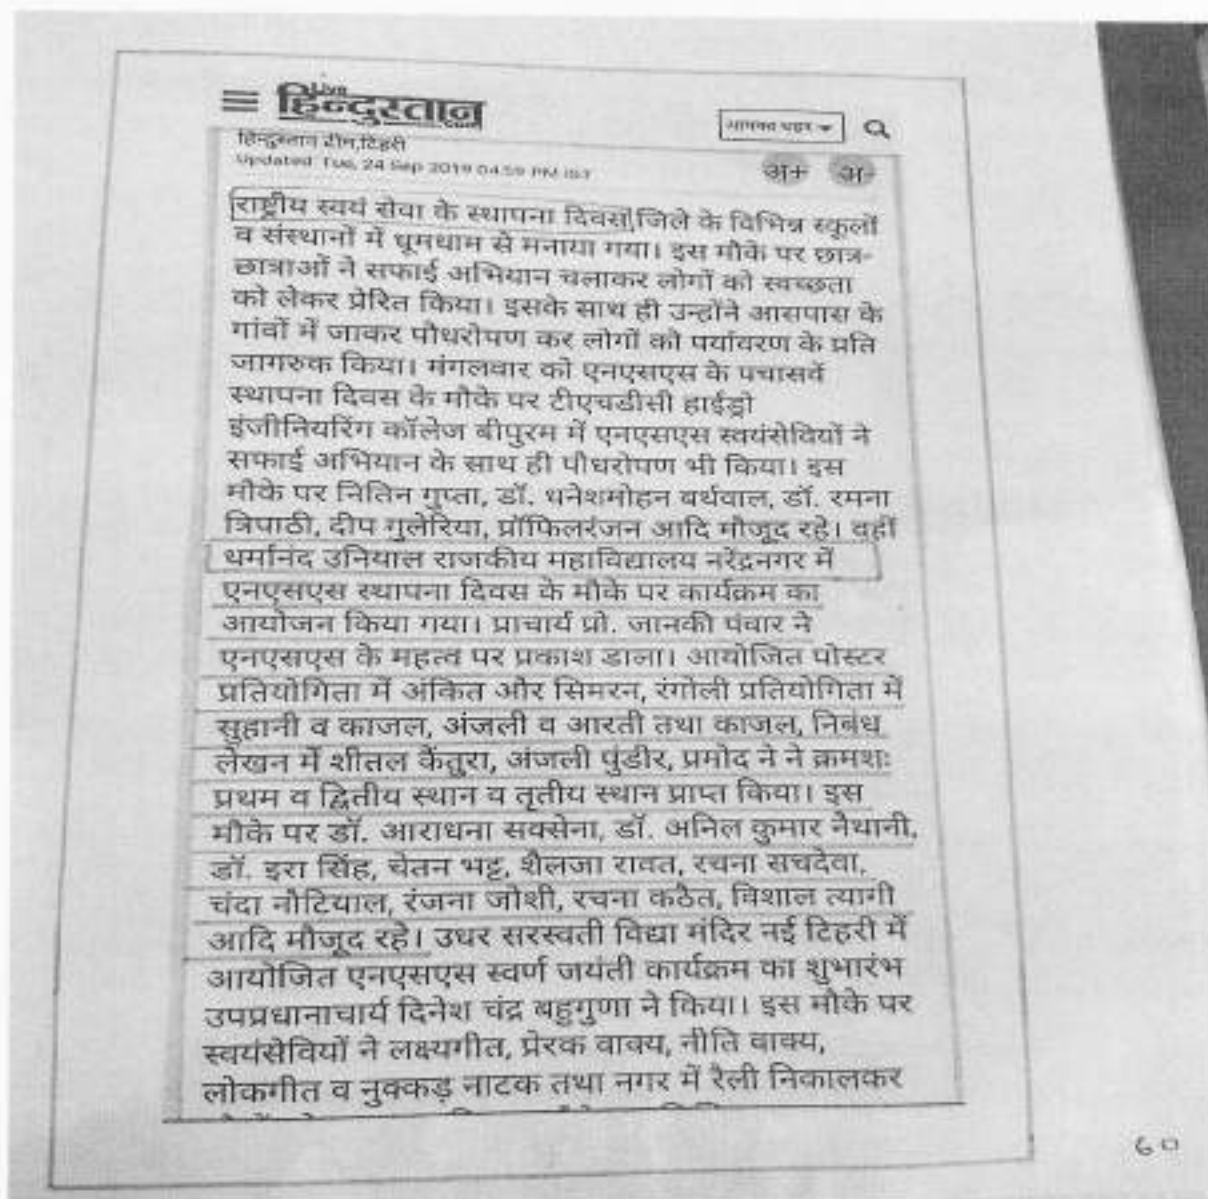 Live
हिन्दुस्तान
.com
आपका शहर
हिन्दुस्तान टीम,टिहरी
Updated: Tue, 24 Sep 2019 04:59 PM IST
अ+ अ-
राष्ट्रीय स्वयं सेवा के स्थापना दिवस जिले के विभिन्न स्कूलों
व संस्थानों में धूमधाम से मनाया गया। इस मौके पर छात्र-
छात्राओं ने सफाई अभियान चलाकर लोगों को स्वच्छता
को लेकर प्रेरित किया। इसके साथ ही उन्होंने आसपास के
गांवों में जाकर पौधरोपण कर लोगों को पर्यावरण के प्रति
जागरुक किया। मंगलवार को एनएसएस के पचासवें
स्थापना दिवस के मौके पर टीएचडीसी हाईड्रो
इंजीनियरिंग कॉलेज बीपुरम में एनएसएस स्वयंसेवियों ने
सफाई अभियान के साथ ही पौधरोपण भी किया। इस
मौके पर नितिन गुप्ता, डॉ. धनेशमोहन बर्थवाल, डॉ. रमना
त्रिपाठी, दीप गुलेरिया, प्रॉफिलरंजन आदि मौजूद रहे। वहीं
धर्मानंद उनियाल राजकीय महाविद्यालय नरेंद्रनगर में
एनएसएस स्थापना दिवस के मौके पर कार्यक्रम का
आयोजन किया गया। प्राचार्य प्रो. जानकी पंवार ने
एनएसएस के महत्व पर प्रकाश डाला। आयोजित पोस्टर
प्रतियोगिता में अंकित और सिमरन, रंगोली प्रतियोगिता में
सुहानी व काजल, अंजली व आरती तथा काजल, निबंध
लेखन में शीतल कैंतुरा, अंजली पुंडीर, प्रमोद ने ने क्रमशः
प्रथम व द्वितीय स्थान व तृतीय स्थान प्राप्त किया। इस
मौके पर डॉ. आराधना सक्सेना, डॉ. अनिल कुमार नैथानी,
डॉ. इरा सिंह, चेतन भट्ट, शैलजा रावत, रचना सचदेवा,
चंदा नौटियाल, रंजना जोशी, रचना कठैत, विशाल त्यागी
आदि मौजूद रहे। उधर सरस्वती विद्या मंदिर नई टिहरी में
आयोजित एनएसएस स्वर्ण जयंती कार्यक्रम का शुभारंभ
उपप्रधानाचार्य दिनेश चंद्र बहुगुणा ने किया। इस मौके पर
स्वयंसेवियों ने लक्ष्यगीत, प्रेरक वाक्य, नीति वाक्य,
लोकगीत व नुक्कड़ नाटक तथा नगर में रैली निकालकर
60